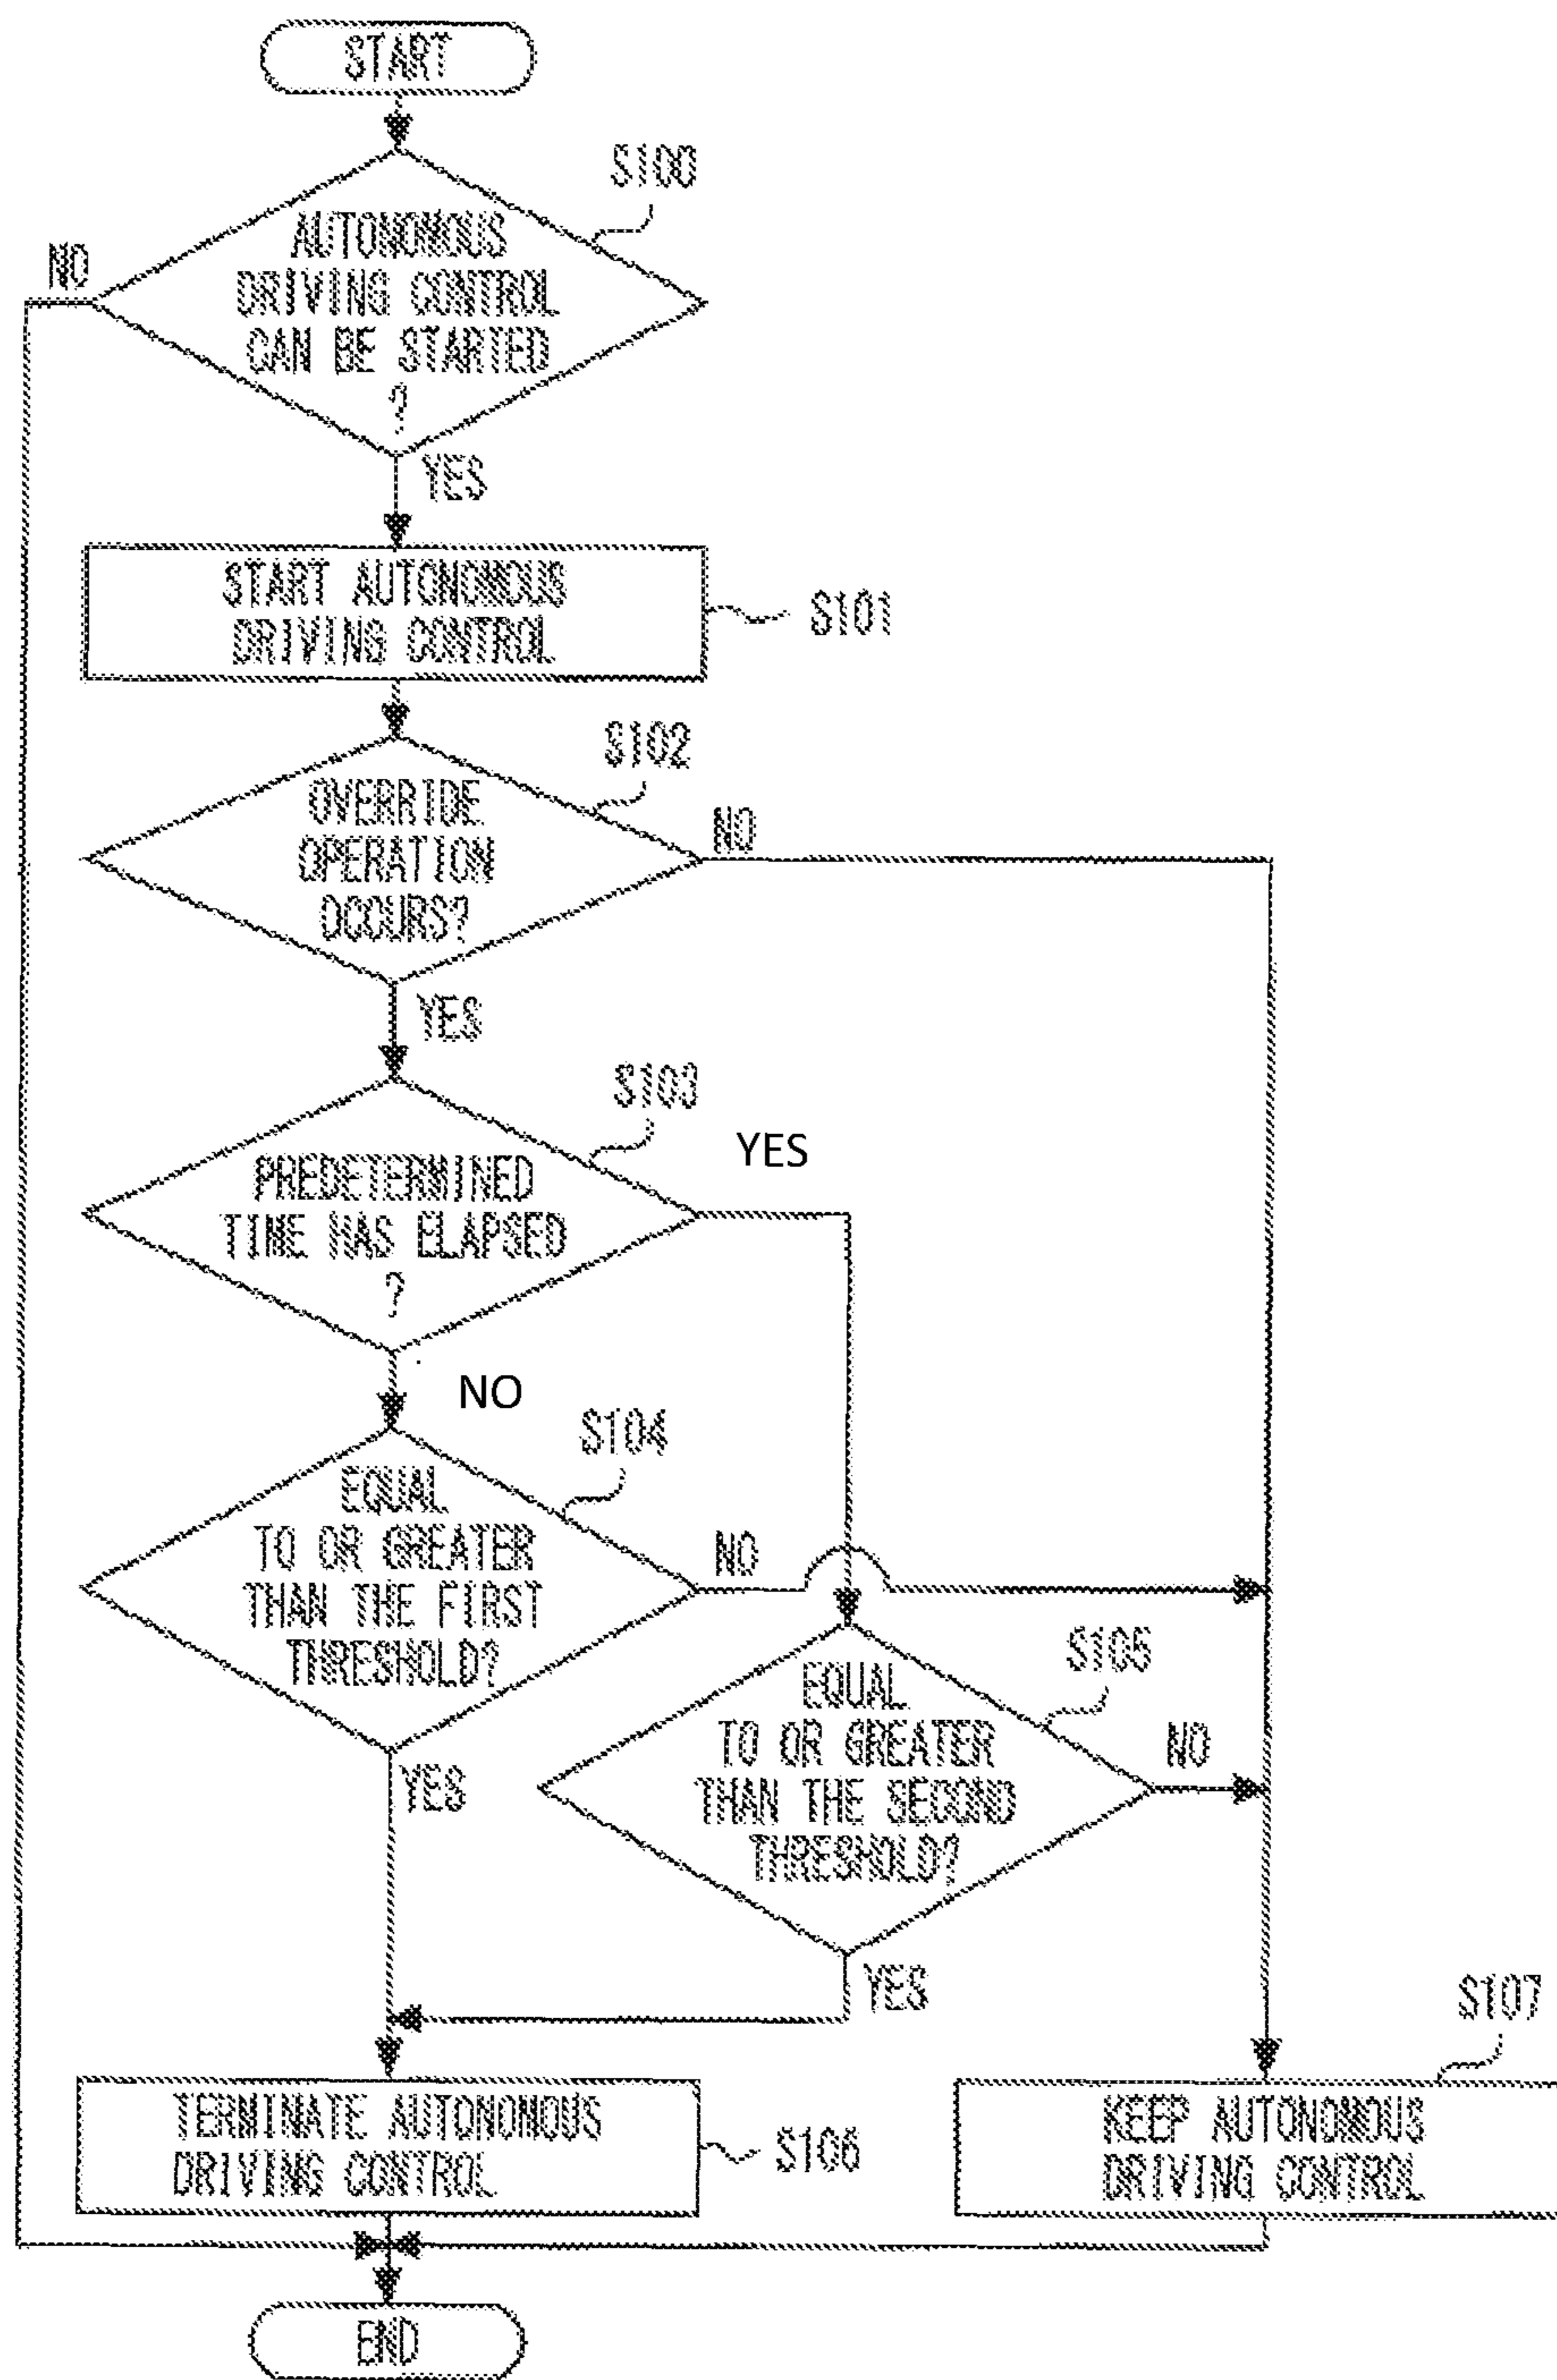 START
S100
AUTONOMOUS
DRIVING CONTROL
CAN BE STARTED
?
NO
YES
START AUTONOMOUS
DRIVING CONTROL
S101
S102
OVERRIDE
OPERATION
OCCURS?
NO
YES
S103
PREDETERMINED
TIME HAS ELAPSED
?
YES
NO
S104
EQUAL
TO OR GREATER
THAN THE FIRST
THRESHOLD?
NO
YES
S105
EQUAL
TO OR GREATER
THAN THE SECOND
THRESHOLD?
NO
YES
TERMINATE AUTONOMOUS
DRIVING CONTROL
S106
S107
KEEP AUTONOMOUS
DRIVING CONTROL
END